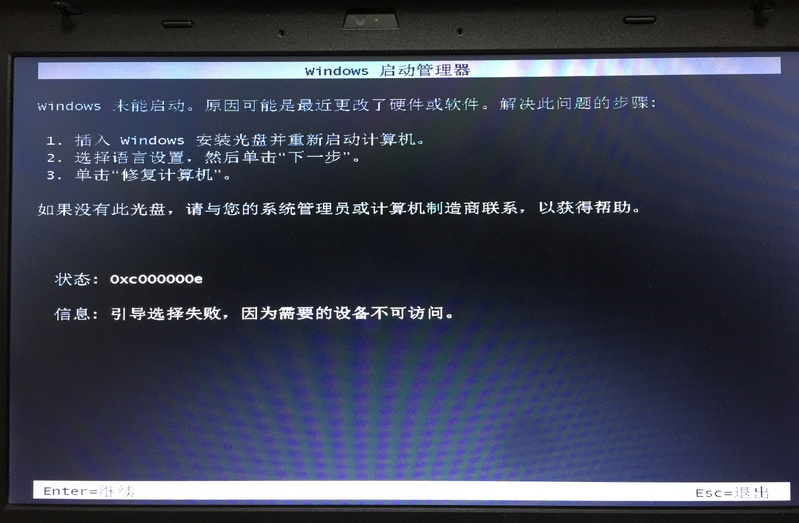 Windows 启动管理器
Windows 未能启动。原因可能是最近更改了硬件或软件。解决此问题的步骤:
1. 插入 Windows 安装光盘并重新启动计算机。
2. 选择语言设置，然后单击“下一步”。
3. 单击“修复计算机”。
如果没有此光盘，请与您的系统管理员或计算机制造商联系，以获得帮助。
状态: 0xc000000e
信息: 引导选择失败，因为需要的设备不可访问。
Enter=继续
Esc=退出